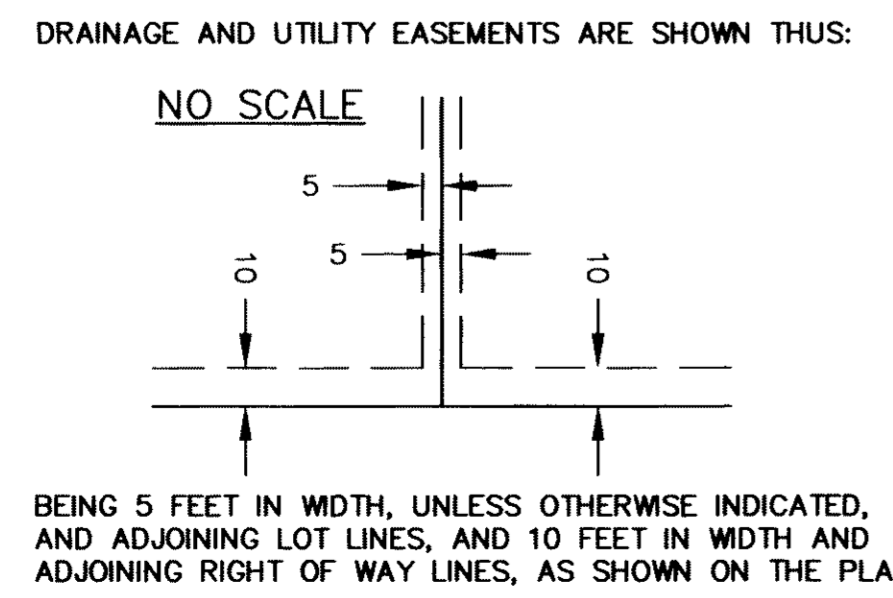 DRAINAGE AND UTILITY EASEMENTS ARE SHOWN THUS:
NO SCALE
5
5
10
10
BEING 5 FEET IN WIDTH, UNLESS OTHERWISE INDICATED,
AND ADJOINING LOT LINES, AND 10 FEET IN WIDTH AND
ADJOINING RIGHT OF WAY LINES, AS SHOWN ON THE PLA